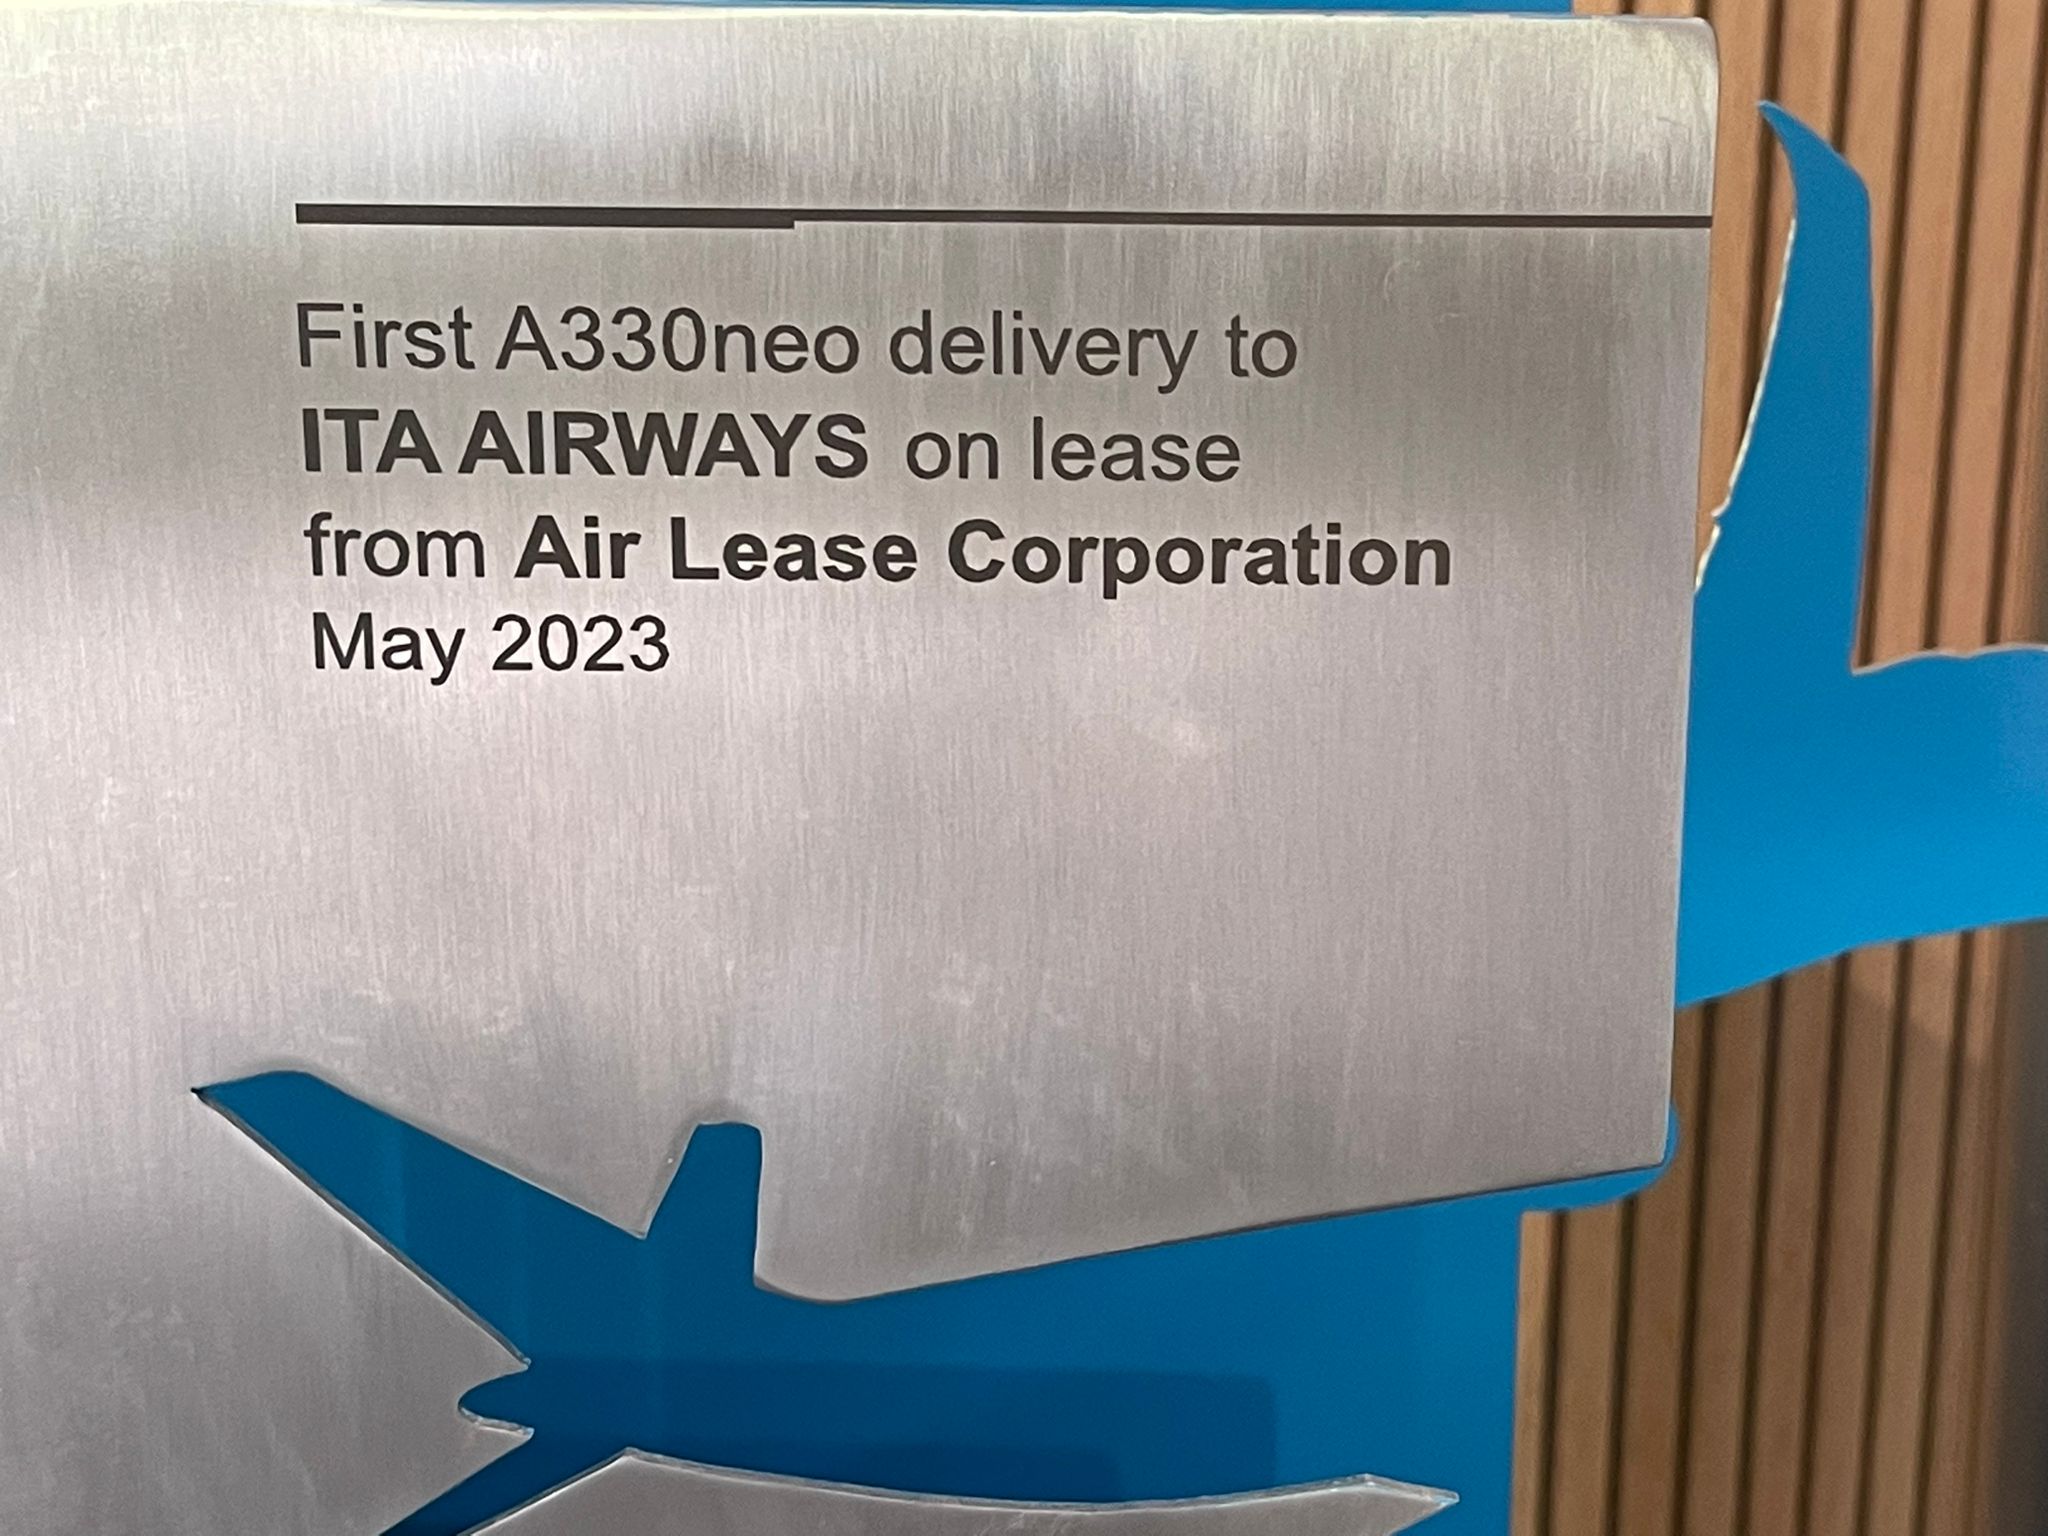 First A330neo delivery to
ITA AIRWAYS on lease
from Air Lease Corporation
May 2023